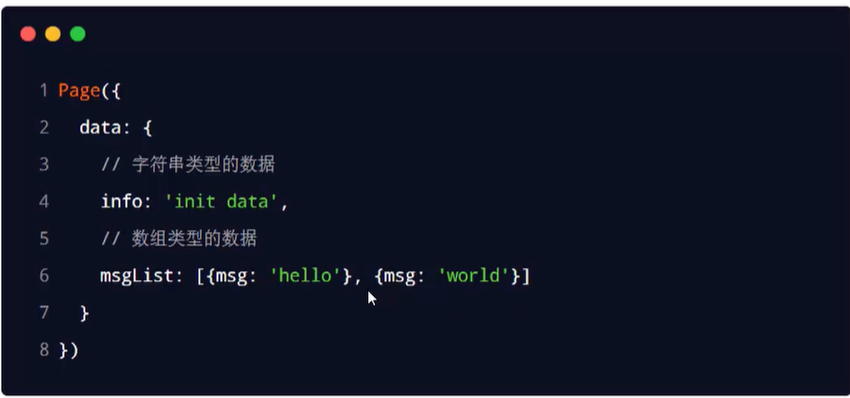 1 Page({
2 data: {
3 // 字符串类型的数据
4 info: 'init data',
5 // 数组类型的数据
6 msgList: [{msg: 'hello'}, {msg: 'world'}]
7 }
8 })